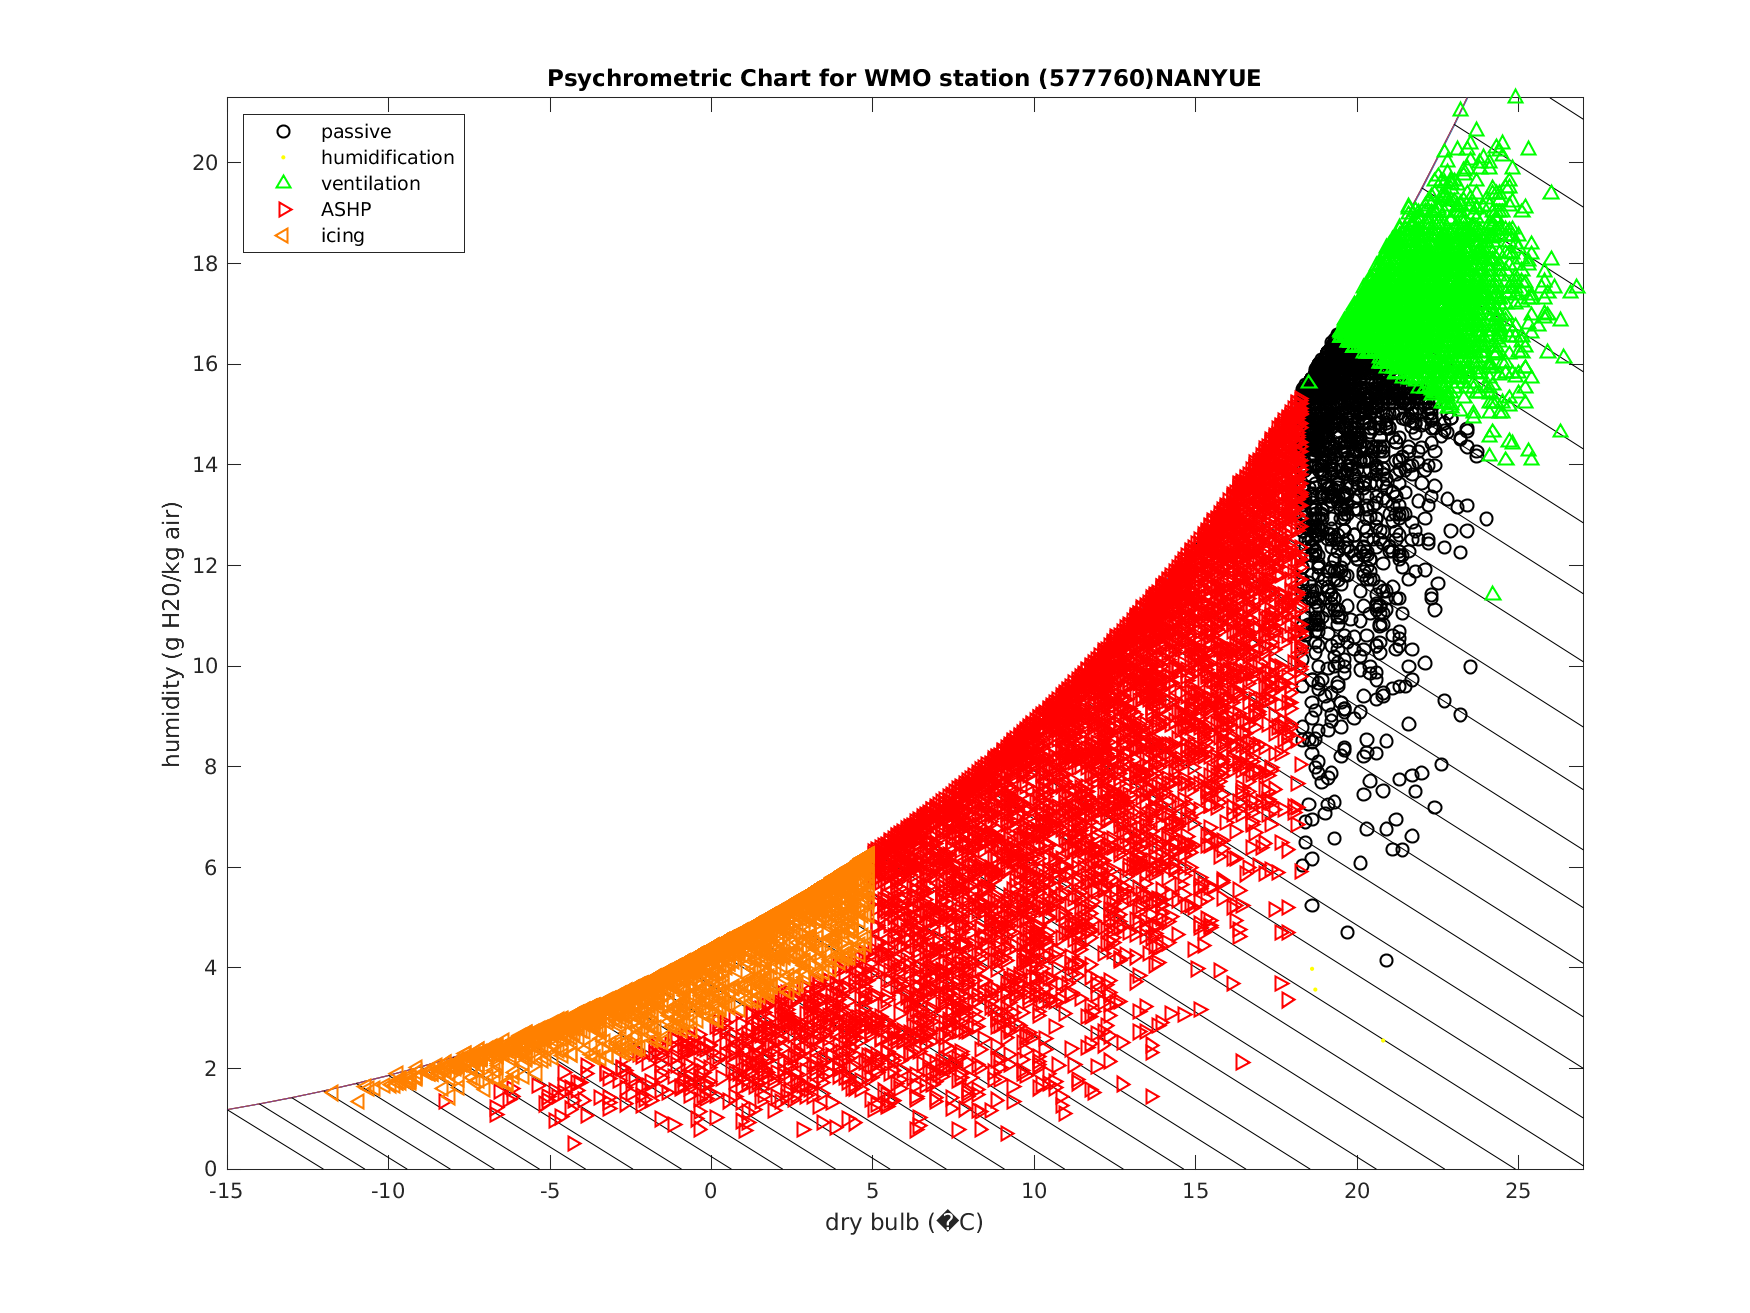 Psychrometric Chart for WMO station (577760)NANYUE
passive
humidification
ventilation
ASHP
icing
humidity (g H20/kg air)
20
18
16
14
12
10
8
6
4
2
0
-15 -10 -5 0 5 10 15 20 25
dry bulb (�C)